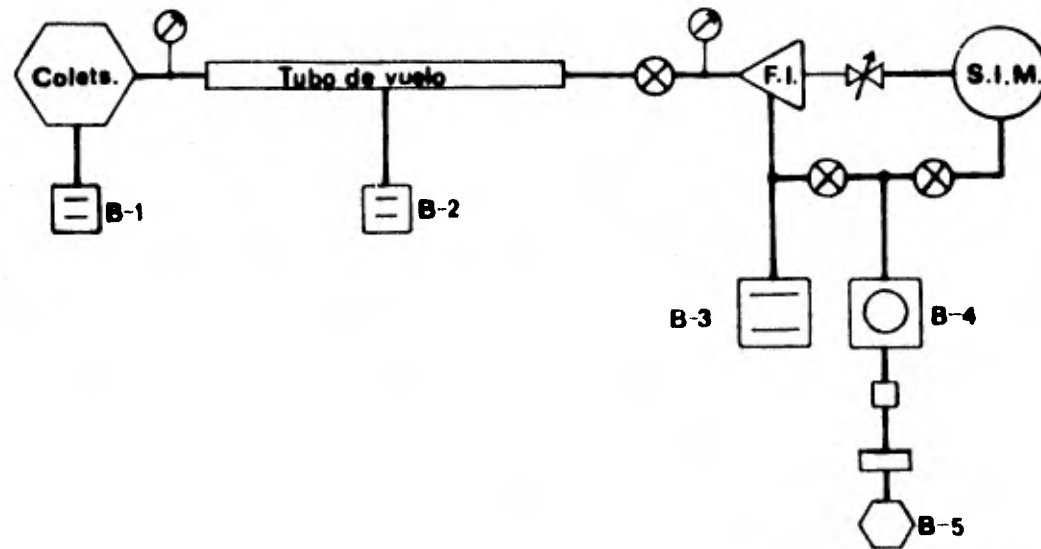 Colets.
Tubo de vuelo
F.I.
S.I.M.
B-1
B-2
B-3
B-4
B-5